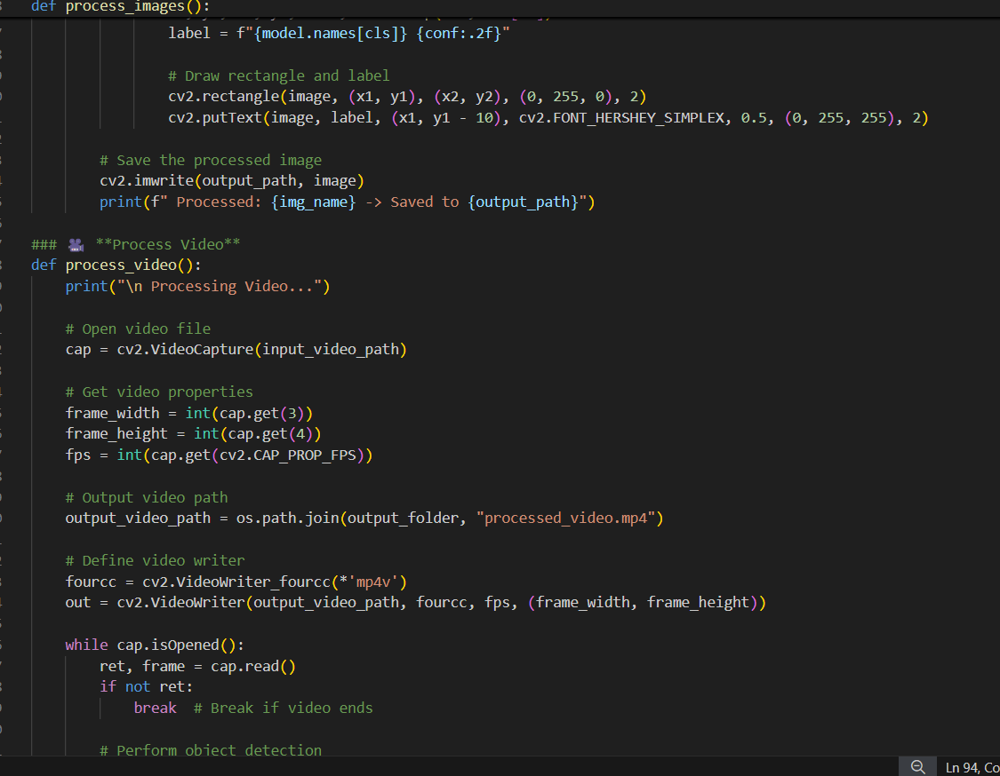 def process_images():
label = f"{model.names[cls]} {conf:.2f}"
# Draw rectangle and label
cv2.rectangle(image, (x1, y1), (x2, y2), (0, 255, 0), 2)
cv2.putText(image, label, (x1, y1 - 10), cv2.FONT_HERSHEY_SIMPLEX, 0.5, (0, 255, 255), 2)
# Save the processed image
cv2.imwrite(output_path, image)
print(f" Processed: {img_name} -> Saved to {output_path}")
### 🎥 **Process Video**
def process_video():
print("\n Processing Video...")
# Open video file
cap = cv2.VideoCapture(input_video_path)
# Get video properties
frame_width = int(cap.get(3))
frame_height = int(cap.get(4))
fps = int(cap.get(cv2.CAP_PROP_FPS))
# Output video path
output_video_path = os.path.join(output_folder, "processed_video.mp4")
# Define video writer
fourcc = cv2.VideoWriter_fourcc(*'mp4v')
out = cv2.VideoWriter(output_video_path, fourcc, fps, (frame_width, frame_height))
while cap.isOpened():
ret, frame = cap.read()
if not ret:
break  # Break if video ends
# Perform object detection
Ln 94, Co